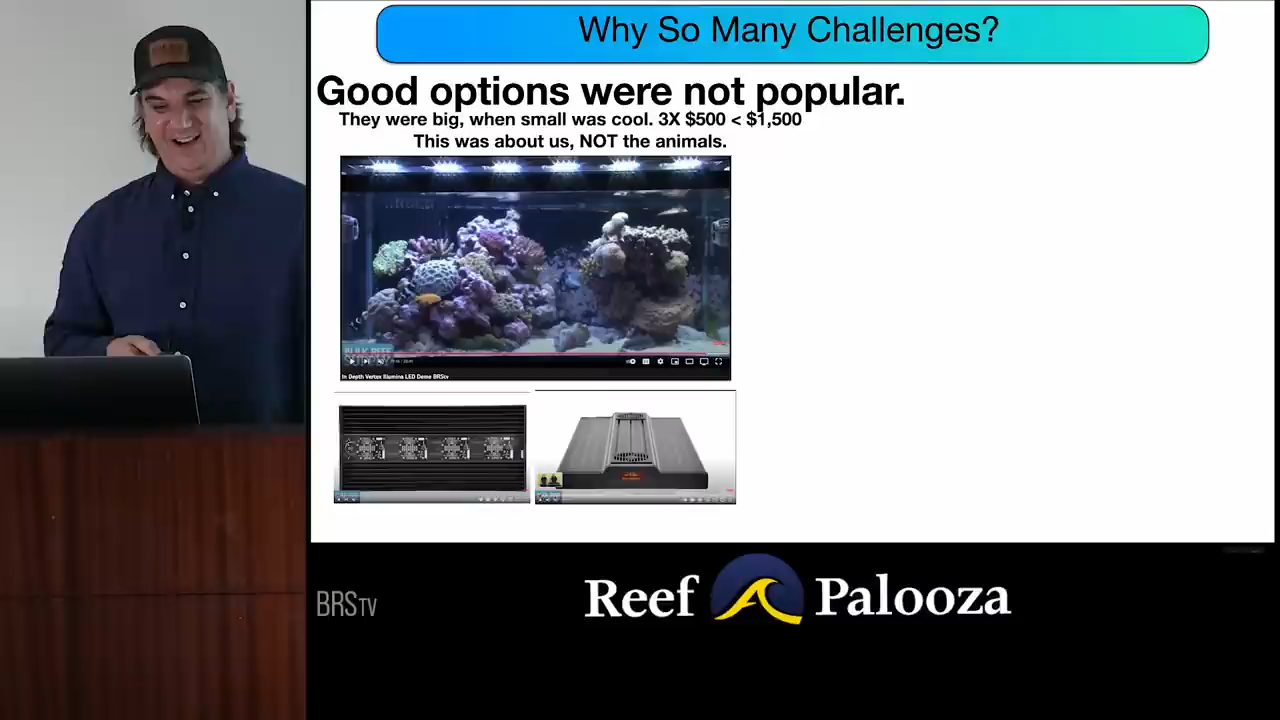 Why So Many Challenges?
Good options were not popular.
They were big, when small was cool. 3X $500 < $1,500
This was about us, NOT the animals.
In Depth Vertex Illumina LED Demo BRStv
BRSTV
Reef Palooza